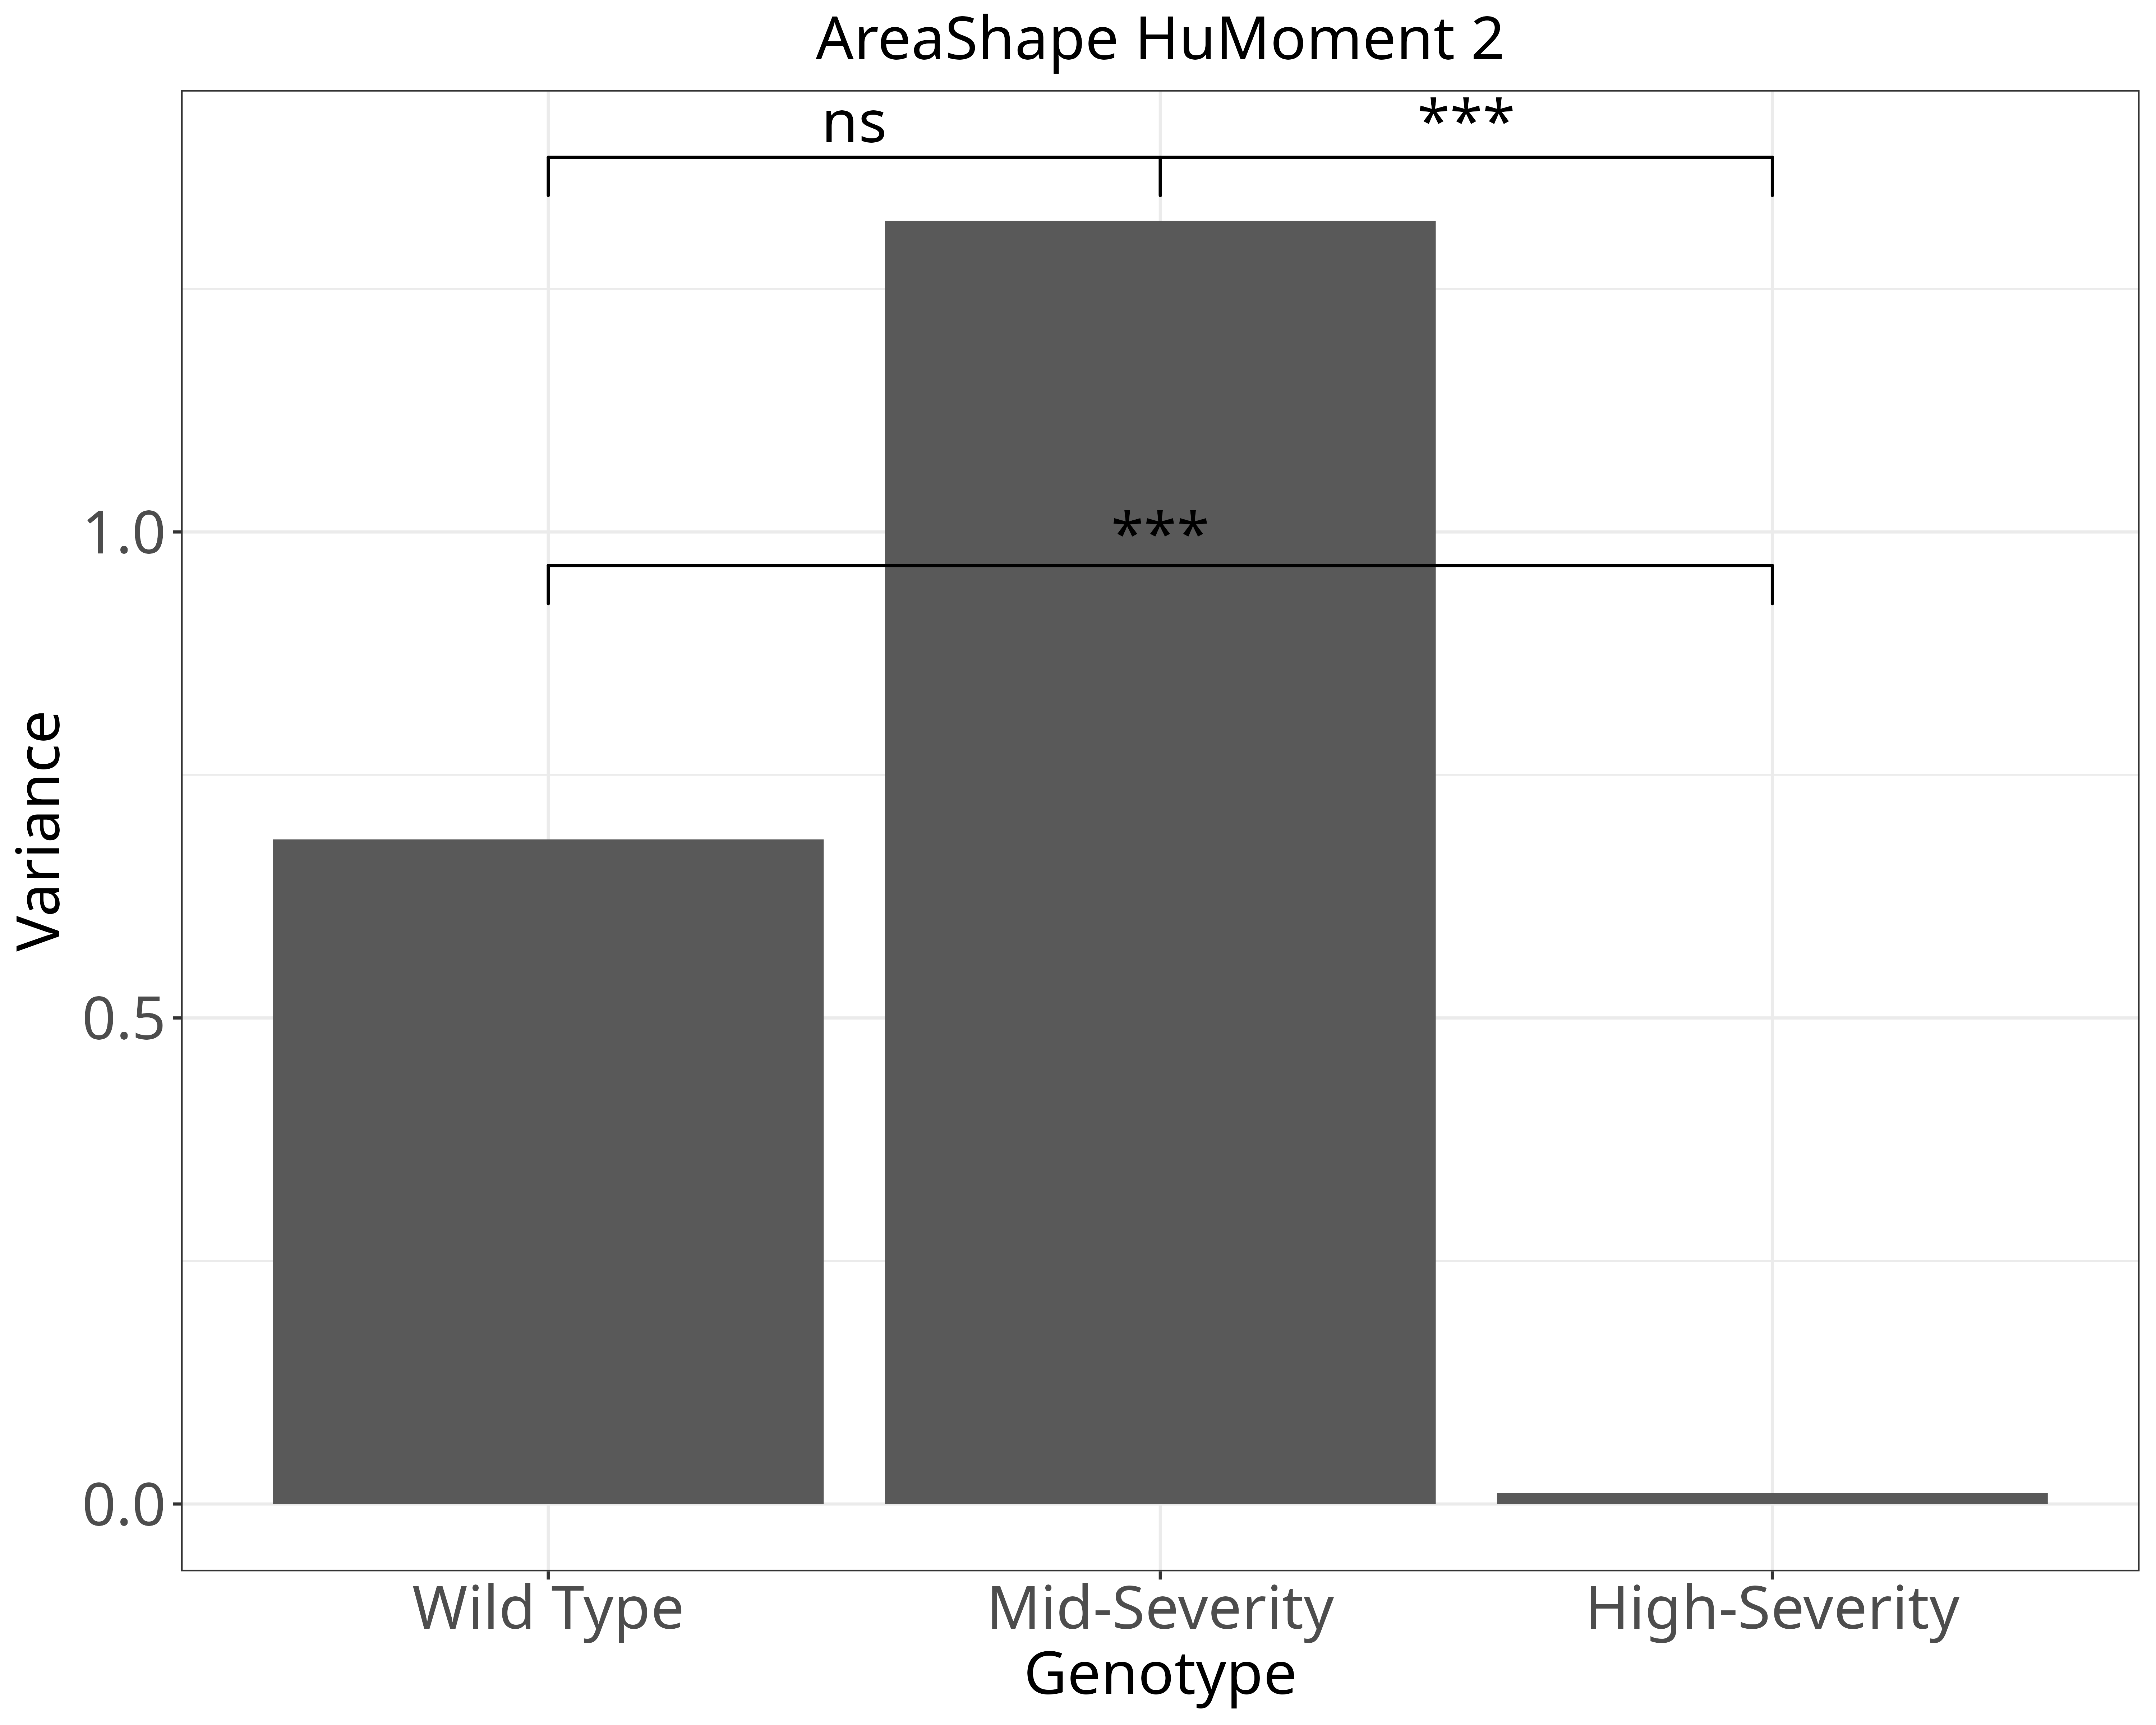 AreaShape HuMoment 2
ns
***
***
1.0
0.5
0.0
Variance
Wild Type
Mid-Severity
High-Severity
Genotype